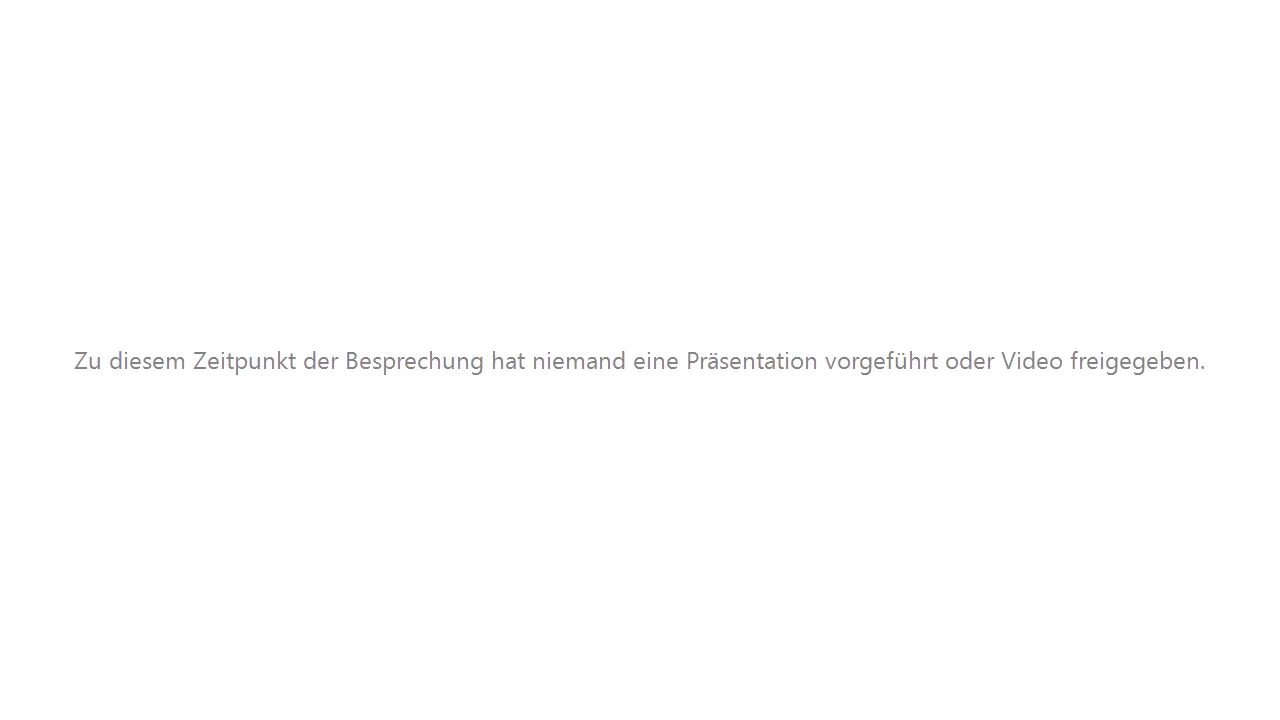 Zu diesem Zeitpunkt der Besprechung hat niemand eine Präsentation vorgeführt oder Video freigegeben.